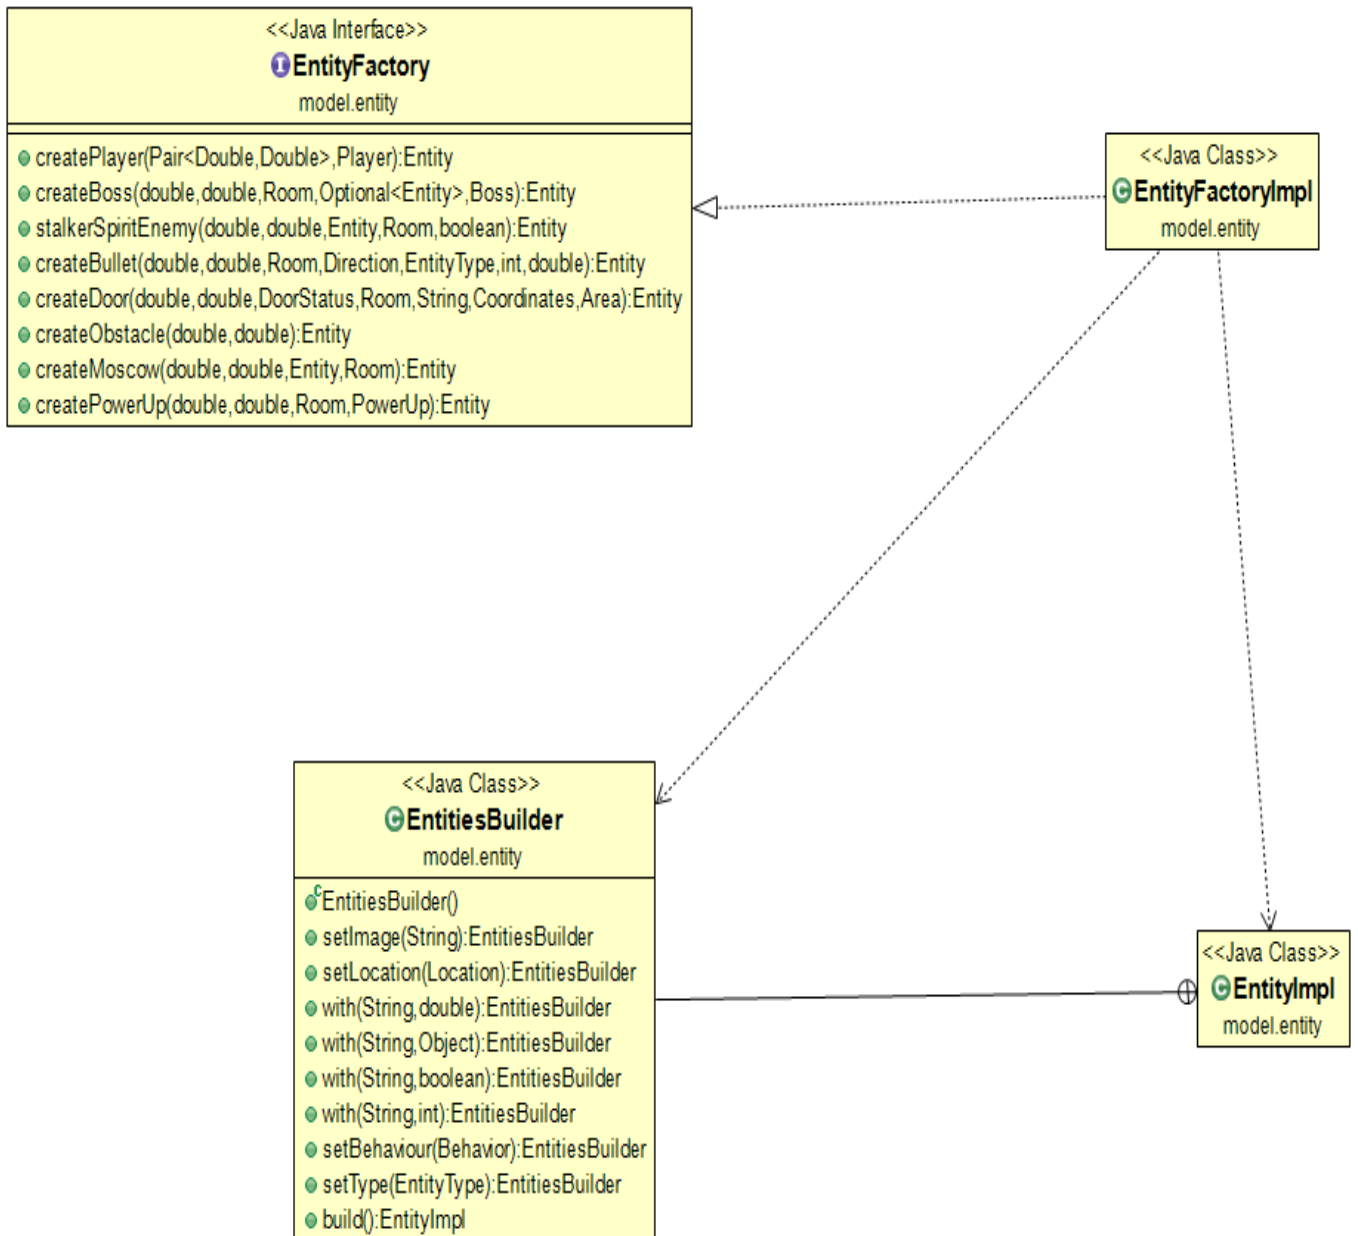 <<Java Interface>>
I EntityFactory
model.entity
createPlayer(Pair<Double,Double>,Player):Entity
createBoss(double,double,Room,Optional<Entity>,Boss):Entity
stalkerSpiritEnemy(double,double,Entity,Room,boolean):Entity
createBullet(double,double,Room,Direction,EntityType,int,double):Entity
createDoor(double,double,DoorStatus,Room,String,Coordinates,Area):Entity
createObstacle(double,double):Entity
createMoscow(double,double,Entity,Room):Entity
createPowerUp(double,double,Room,PowerUp):Entity
<<Java Class>>
C EntityFactoryImpl
model.entity
<<Java Class>>
C EntitiesBuilder
model.entity
c EntitiesBuilder()
setImage(String):EntitiesBuilder
setLocation(Location):EntitiesBuilder
with(String,double):EntitiesBuilder
with(String,Object):EntitiesBuilder
with(String,boolean):EntitiesBuilder
with(String,int):EntitiesBuilder
setBehaviour(Behavior):EntitiesBuilder
setType(EntityType):EntitiesBuilder
build():EntityImpl
<<Java Class>>
C EntityImpl
model.entity